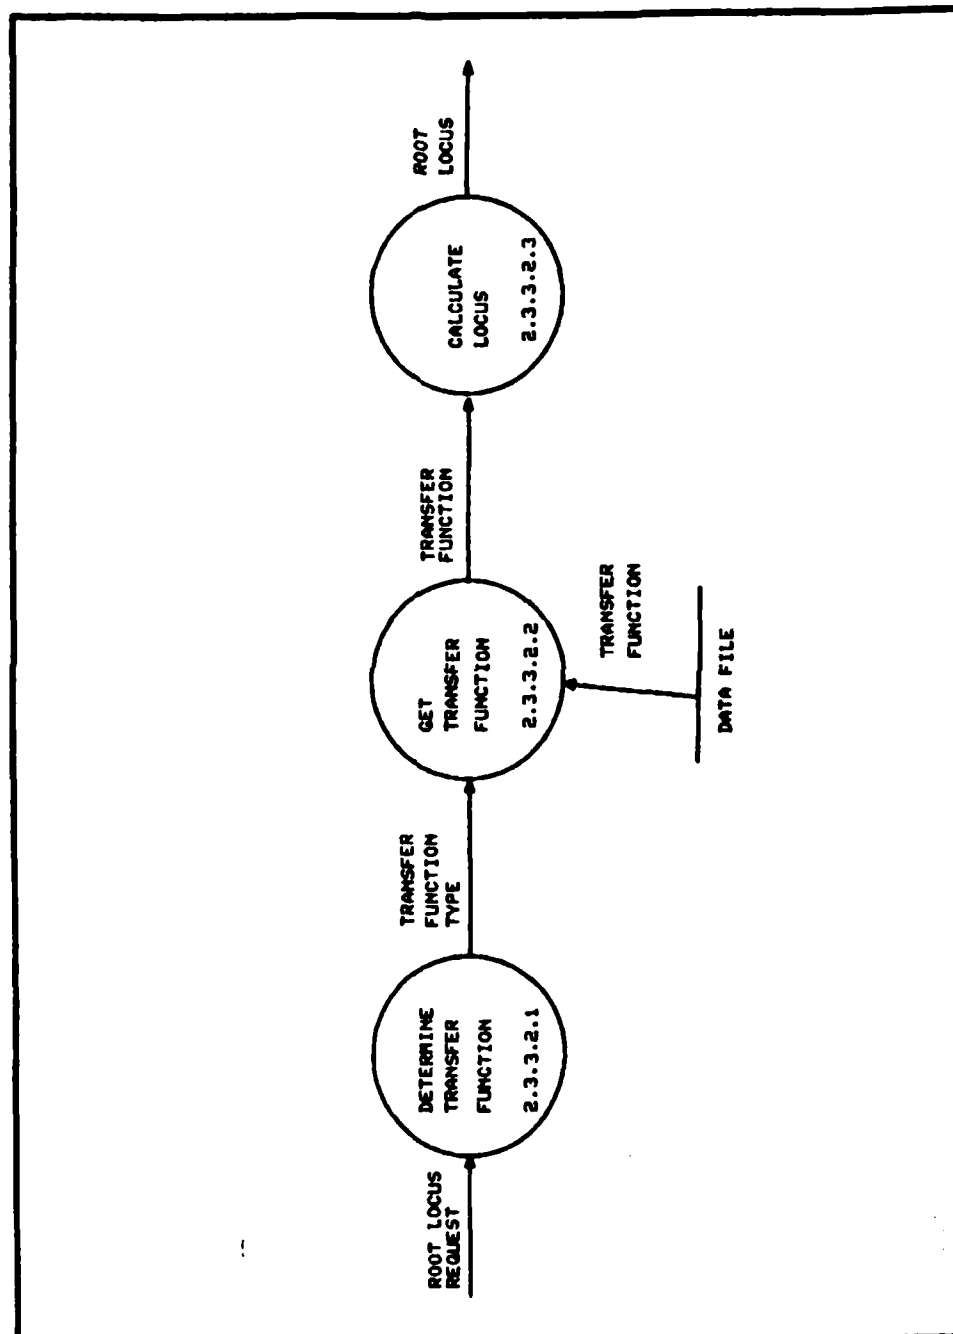 ROOT LOCUS
REQUEST
DETERMINE
TRANSFER
FUNCTION
2.3.3.2.1
TRANSFER
FUNCTION
TYPE
GET
TRANSFER
FUNCTION
2.3.3.2.2
TRANSFER
FUNCTION
DATA FILE
TRANSFER
FUNCTION
CALCULATE
LOCUS
2.3.3.2.3
ROOT
LOCUS